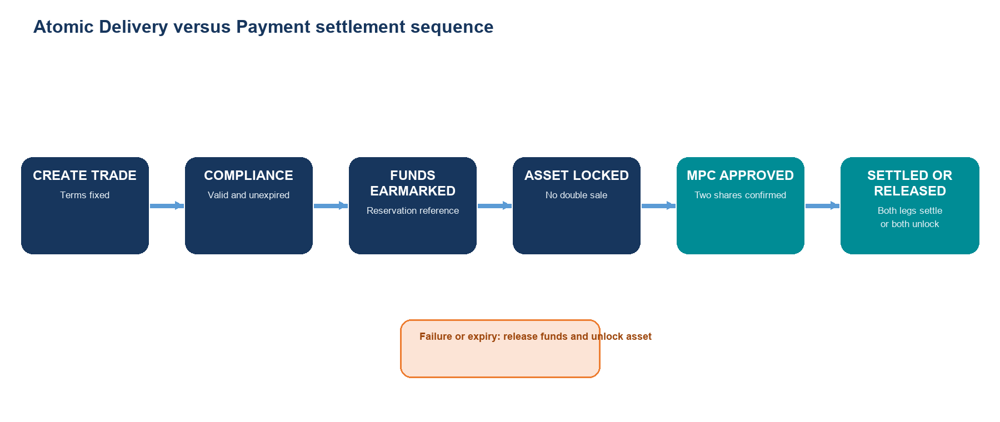 Atomic Delivery versus Payment settlement sequence
CREATE TRADE
Terms fixed
COMPLIANCE
Valid and unexpired
FUNDS
EARMARKED
Reservation reference
ASSET LOCKED
No double sale
MPC APPROVED
Two shares confirmed
SETTLED OR
RELEASED
Both legs settle
or both unlock
Failure or expiry: release funds and unlock asset